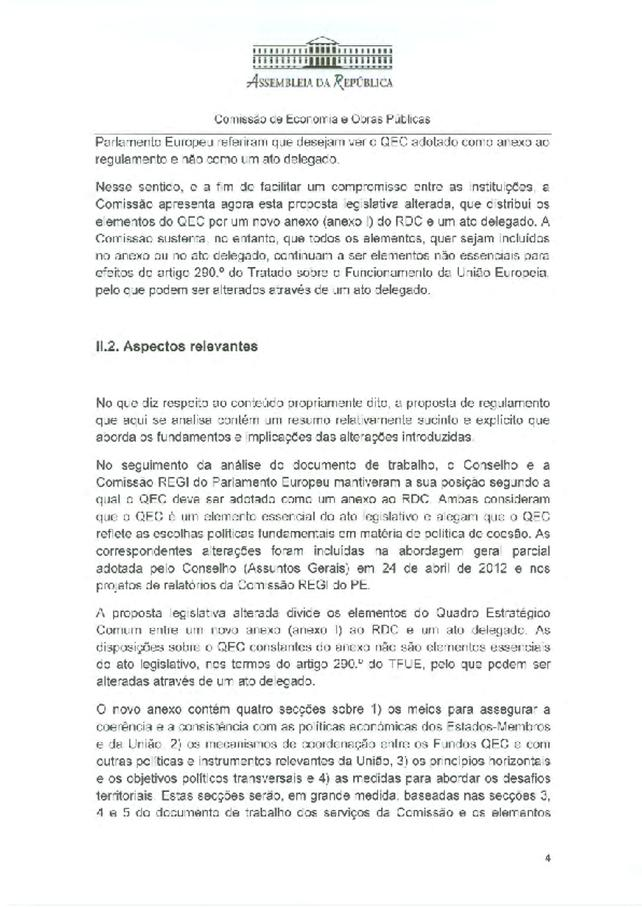 ASSEMBLEIA DA REPÚBLICA
Comissão de Economia e Obras Públicas
Parlamento Europeu referiram que desejam ver o QEC adotado como anexo ao
regulamento e não como um ato delegado.
Nesse sentido, e a fim de facilitar um compromisso entre as instituições, a
Comissão apresenta agora esta proposta legislativa alterada, que distribui os
elementos do QEC por um novo anexo (anexo I) do RDC e um ato delegado. A
Comissão sustenta, no entanto, que todos os elementos, quer sejam incluídos
no anexo ou no ato delegado, continuam a ser elementos não essenciais para
efeitos do artigo 290.º do Tratado sobre o Funcionamento da União Europeia,
pelo que podem ser alterados através de um ato delegado.
II.2. Aspectos relevantes
No que diz respeito ao conteúdo propriamente dito, a proposta de regulamento
que aqui se analisa contém um resumo relativamente sucinto e explícito que
aborda os fundamentos e implicações das alterações introduzidas.
No seguimento da análise do documento de trabalho, o Conselho e a
Comissão REGI do Parlamento Europeu mantiveram a sua posição segundo a
qual o QEC deve ser adotado como um anexo ao RDC. Ambas consideram
que o QEC é um elemento essencial do ato legislativo e alegam que o QEC
reflete as escolhas políticas fundamentais em matéria de política de coesão. As
correspondentes alterações foram incluídas na abordagem geral parcial
adotada pelo Conselho (Assuntos Gerais) em 24 de abril de 2012 e nos
projetos de relatórios da Comissão REGI do PE.
A proposta legislativa alterada divide os elementos do Quadro Estratégico
Comum entre um novo anexo (anexo I) ao RDC e um ato delegado. As
disposições sobre o QEC constantes do anexo não são elementos essenciais
do ato legislativo, nos termos do artigo 290.º do TFUE, pelo que podem ser
alteradas através de um ato delegado.
O novo anexo contém quatro secções sobre 1) os meios para assegurar a
coerência e a consistência com as políticas económicas dos Estados-Membros
e da União, 2) os mecanismos de coordenação entre os Fundos QEC e com
outras políticas e instrumentos relevantes da União, 3) os princípios horizontais
e os objetivos políticos transversais e 4) as medidas para abordar os desafios
territoriais. Estas secções serão, em grande medida, baseadas nas secções 3,
4 e 5 do documento de trabalho dos serviços da Comissão e os elementos
4